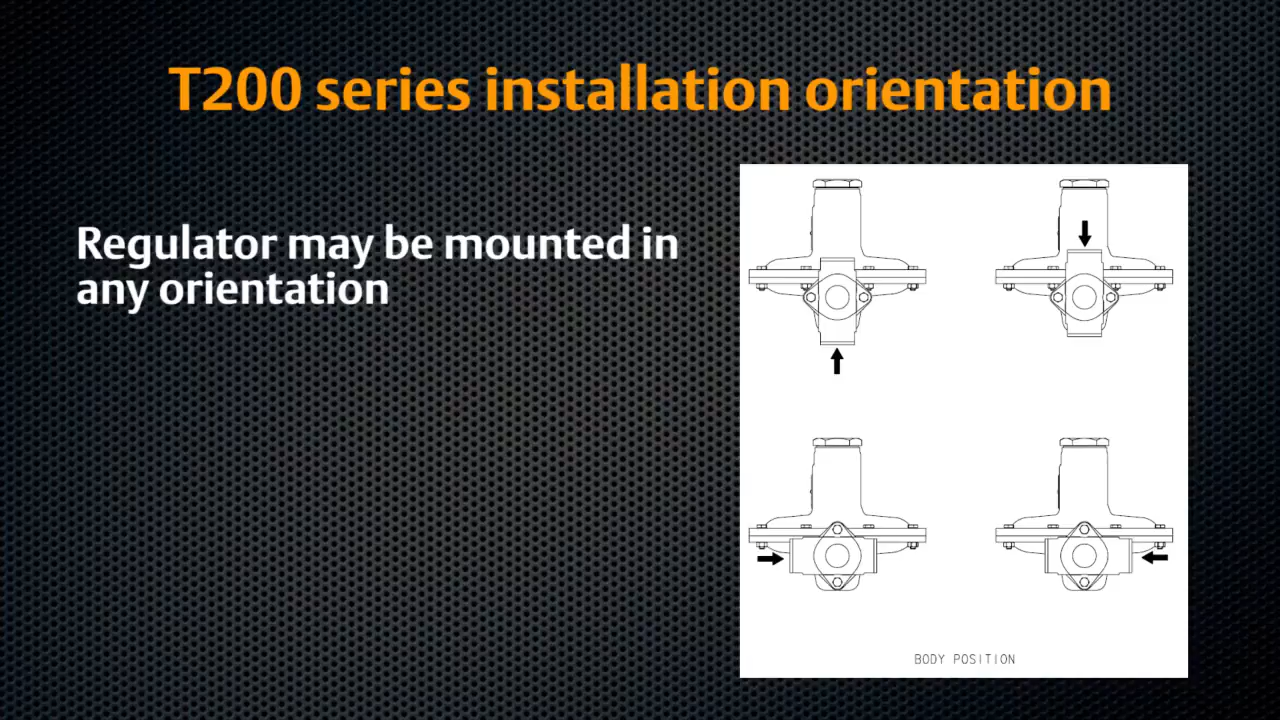 T200 series installation orientation
Regulator may be mounted in
any orientation
BODY POSITION